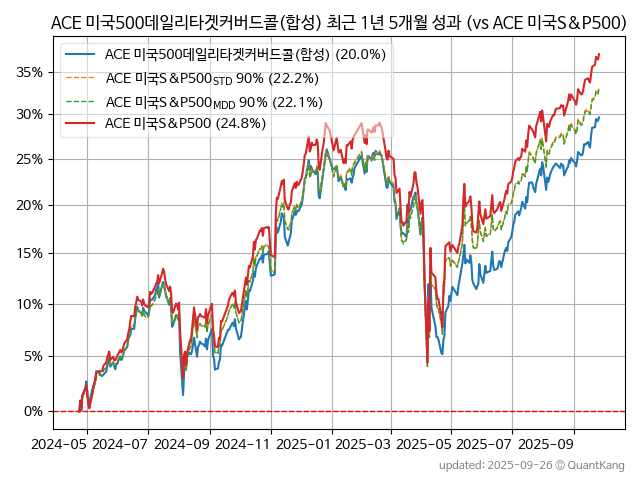 ACE 미국500데일리타겟커버드콜(합성) 최근 1년 5개월 성과 (vs ACE 미국S&P500)
ACE 미국500데일리타겟커버드콜(합성) (20.0%)
ACE 미국S&P500STD 90% (22.2%)
ACE 미국S&P500MDD 90% (22.1%)
ACE 미국S&P500 (24.8%)
35%
30%
25%
20%
15%
10%
5%
0%
2024-05 2024-07 2024-09 2024-11 2025-01 2025-03 2025-05 2025-07 2025-09
updated: 2025-09-26 © QuantKang